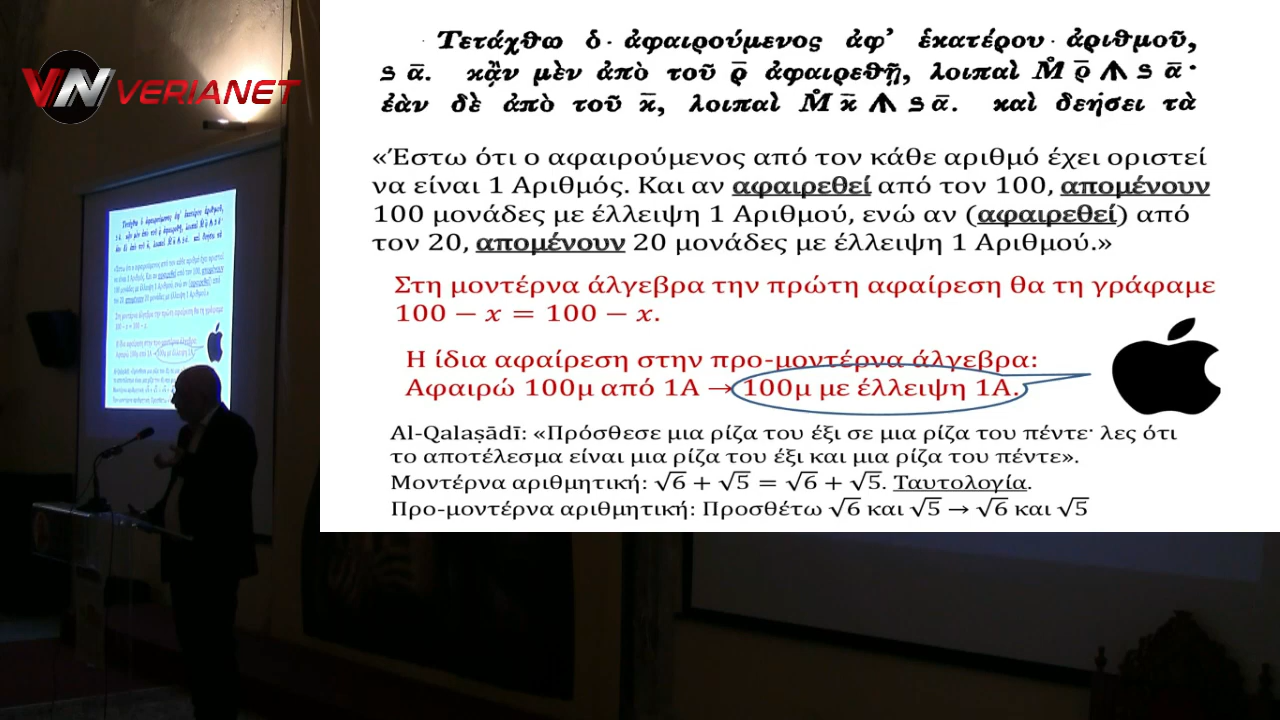 VN VERIANET
Τετάχθω ὁ ἀφαιρούμενος ἀφ’ ἑκατέρου ἀριθμοῦ,
ς ᾱ. κἂν μὲν ἀπὸ τοῦ ρ̄ ἀφαιρεθῇ, λοιπαὶ Μ̊ ρ̄ ⩚ ς ᾱ·
ἐὰν δὲ ἀπὸ τοῦ κ̄, λοιπαὶ Μ̊ κ̄ ⩚ ς ᾱ. καὶ δεήσει τὰ
«Έστω ότι ο αφαιρούμενος από τον κάθε αριθμό έχει οριστεί
να είναι 1 Αριθμός. Και αν αφαιρεθεί από τον 100, απομένουν
100 μονάδες με έλλειψη 1 Αριθμού, ενώ αν (αφαιρεθεί) από
τον 20, απομένουν 20 μονάδες με έλλειψη 1 Αριθμού.»
Στη μοντέρνα άλγεβρα την πρώτη αφαίρεση θα τη γράφαμε
100 − x = 100 − x.
Η ίδια αφαίρεση στην προ-μοντέρνα άλγεβρα:
Αφαιρώ 100μ από 1Α → 100μ με έλλειψη 1Α.
Al-Qalaṣādī: «Πρόσθεσε μια ρίζα του έξι σε μια ρίζα του πέντε· λες ότι
το αποτέλεσμα είναι μια ρίζα του έξι και μια ρίζα του πέντε».
Μοντέρνα αριθμητική: √6 + √5 = √6 + √5. Ταυτολογία.
Προ-μοντέρνα αριθμητική: Προσθέτω √6 και √5 → √6 και √5